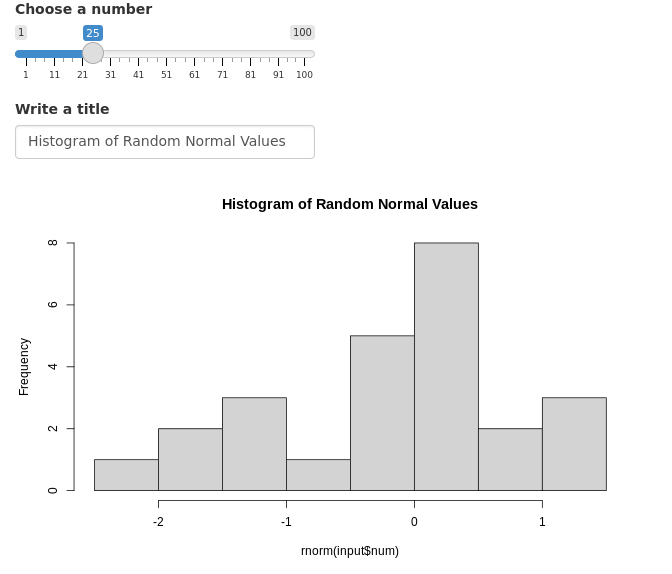 Choose a number
1 25 100
1 11 21 31 41 51 61 71 81 91 100
Write a title
Histogram of Random Normal Values
Histogram of Random Normal Values
8
6
4
2
0
Frequency
-2 -1 0 1
rnorm(input$num)